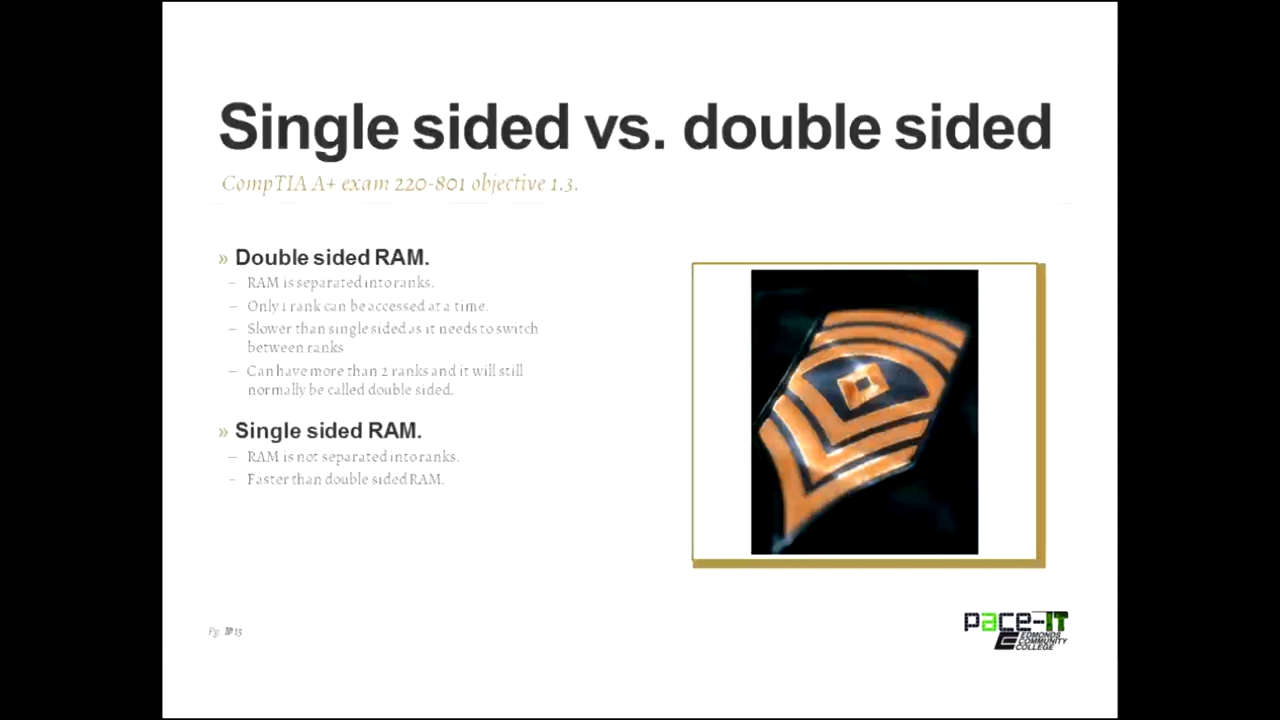 Single sided vs. double sided
CompTIA A+ exam 220-801 objective 1.3.
» Double sided RAM.
– RAM is separated into ranks.
– Only 1 rank can be accessed at a time.
– Slower than single sided as it needs to switch
between ranks
– Can have more than 2 ranks and it will still
normally be called double sided.
» Single sided RAM.
– RAM is not separated into ranks.
– Faster than double sided RAM.
Pg.
pace-IT
EDMONDS
COMMUNITY
COLLEGE